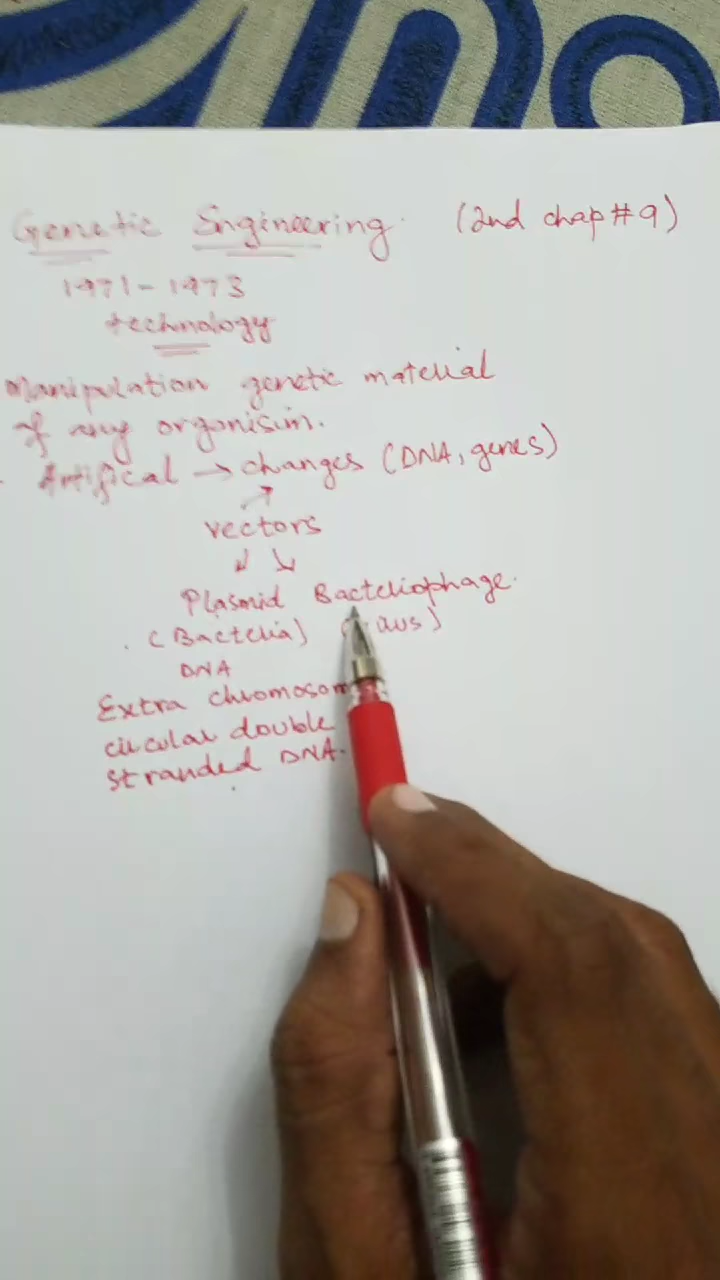 Genetic Engineering. (2nd chap #9)
1971-1973
technology
Manipulation genetic material
of any organisim.
Artifical → changes (DNA, genes)
vectors
Plasmid Bacteriophage.
(Bacteria)
DNA
Extra
circular double
stranded DNA.